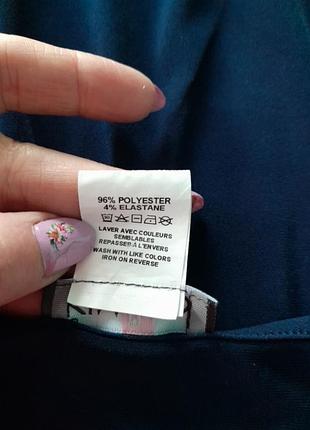 96% POLYESTER
4% ELASTANE
LAVER AVEC COULEURS
SEMBLABLES
REPASSER À L'ENVERS
WASH WITH LIKE COLORS
IRON ON REVERSE